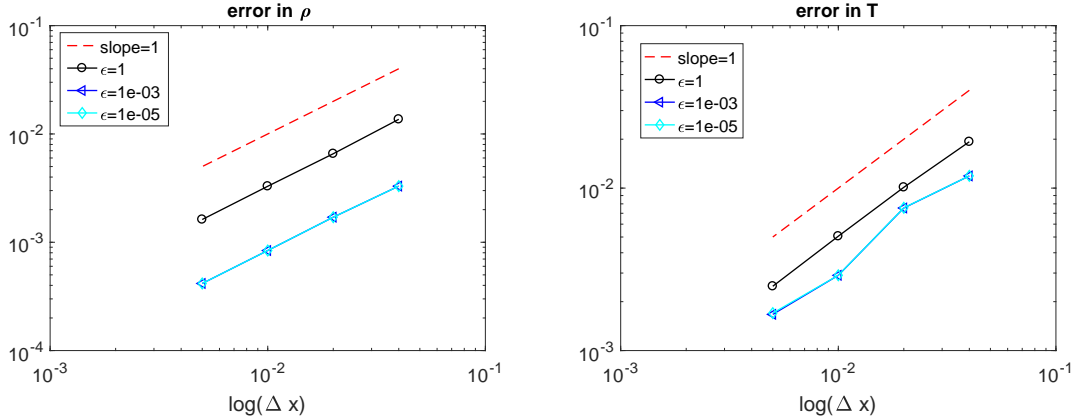 error in ρ
10^-1
10^-2
10^-3
10^-4
slope=1
ϵ=1
ϵ=1e-03
ϵ=1e-05
10^-3
10^-2
10^-1
log(Δ x)
error in T
10^-1
10^-2
10^-3
slope=1
ϵ=1
ϵ=1e-03
ϵ=1e-05
10^-3
10^-2
10^-1
log(Δ x)